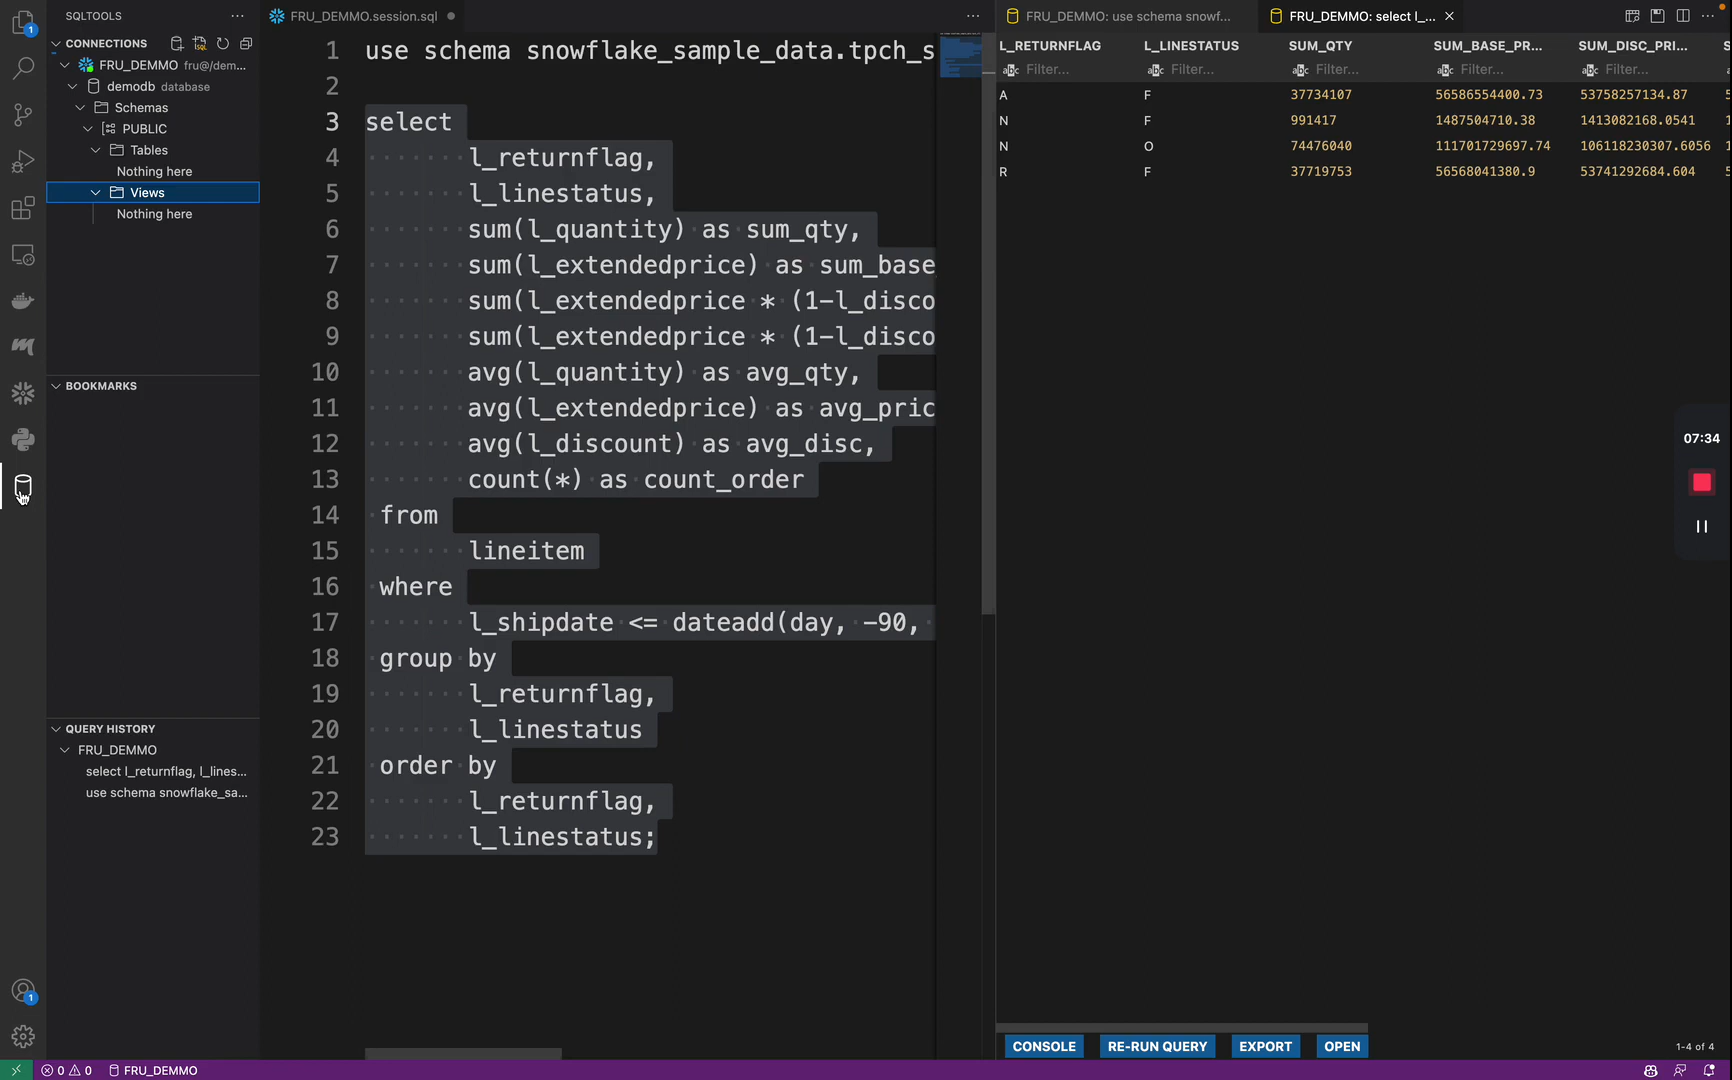 SQLTOOLS
CONNECTIONS
FRU_DEMMO fru@/dem...
demodb database
Schemas
PUBLIC
Tables
Nothing here
Views
Nothing here
BOOKMARKS
QUERY HISTORY
FRU_DEMMO
select l_returnflag, l_lines...
use schema snowflake_sa...
1
1
FRU_DEMMO.session.sql
1 use schema snowflake_sample_data.tpch_s
2
3 select
4 l_returnflag,
5 l_linestatus,
6 sum(l_quantity) as sum_qty,
7 sum(l_extendedprice) as sum_base
8 sum(l_extendedprice * (1-l_disco
9 sum(l_extendedprice * (1-l_disco
10 avg(l_quantity) as avg_qty,
11 avg(l_extendedprice) as avg_pric
12 avg(l_discount) as avg_disc,
13 count(*) as count_order
14 from
15 lineitem
16 where
17 l_shipdate <= dateadd(day, -90,
18 group by
19 l_returnflag,
20 l_linestatus
21 order by
22 l_returnflag,
23 l_linestatus;
FRU_DEMMO: use schema snowf...
FRU_DEMMO: select l_...
L_RETURNFLAG L_LINESTATUS SUM_QTY SUM_BASE_PR... SUM_DISC_PRI...
abc Filter... abc Filter... abc Filter... abc Filter... abc Filter...
A F 37734107 56586554400.73 53758257134.87
N F 991417 1487504710.38 1413082168.0541
N O 74476040 111701729697.74 106118230307.6056
R F 37719753 56568041380.9 53741292684.604
07:34
CONSOLE RE-RUN QUERY EXPORT OPEN
1-4 of 4
0 0 FRU_DEMMO